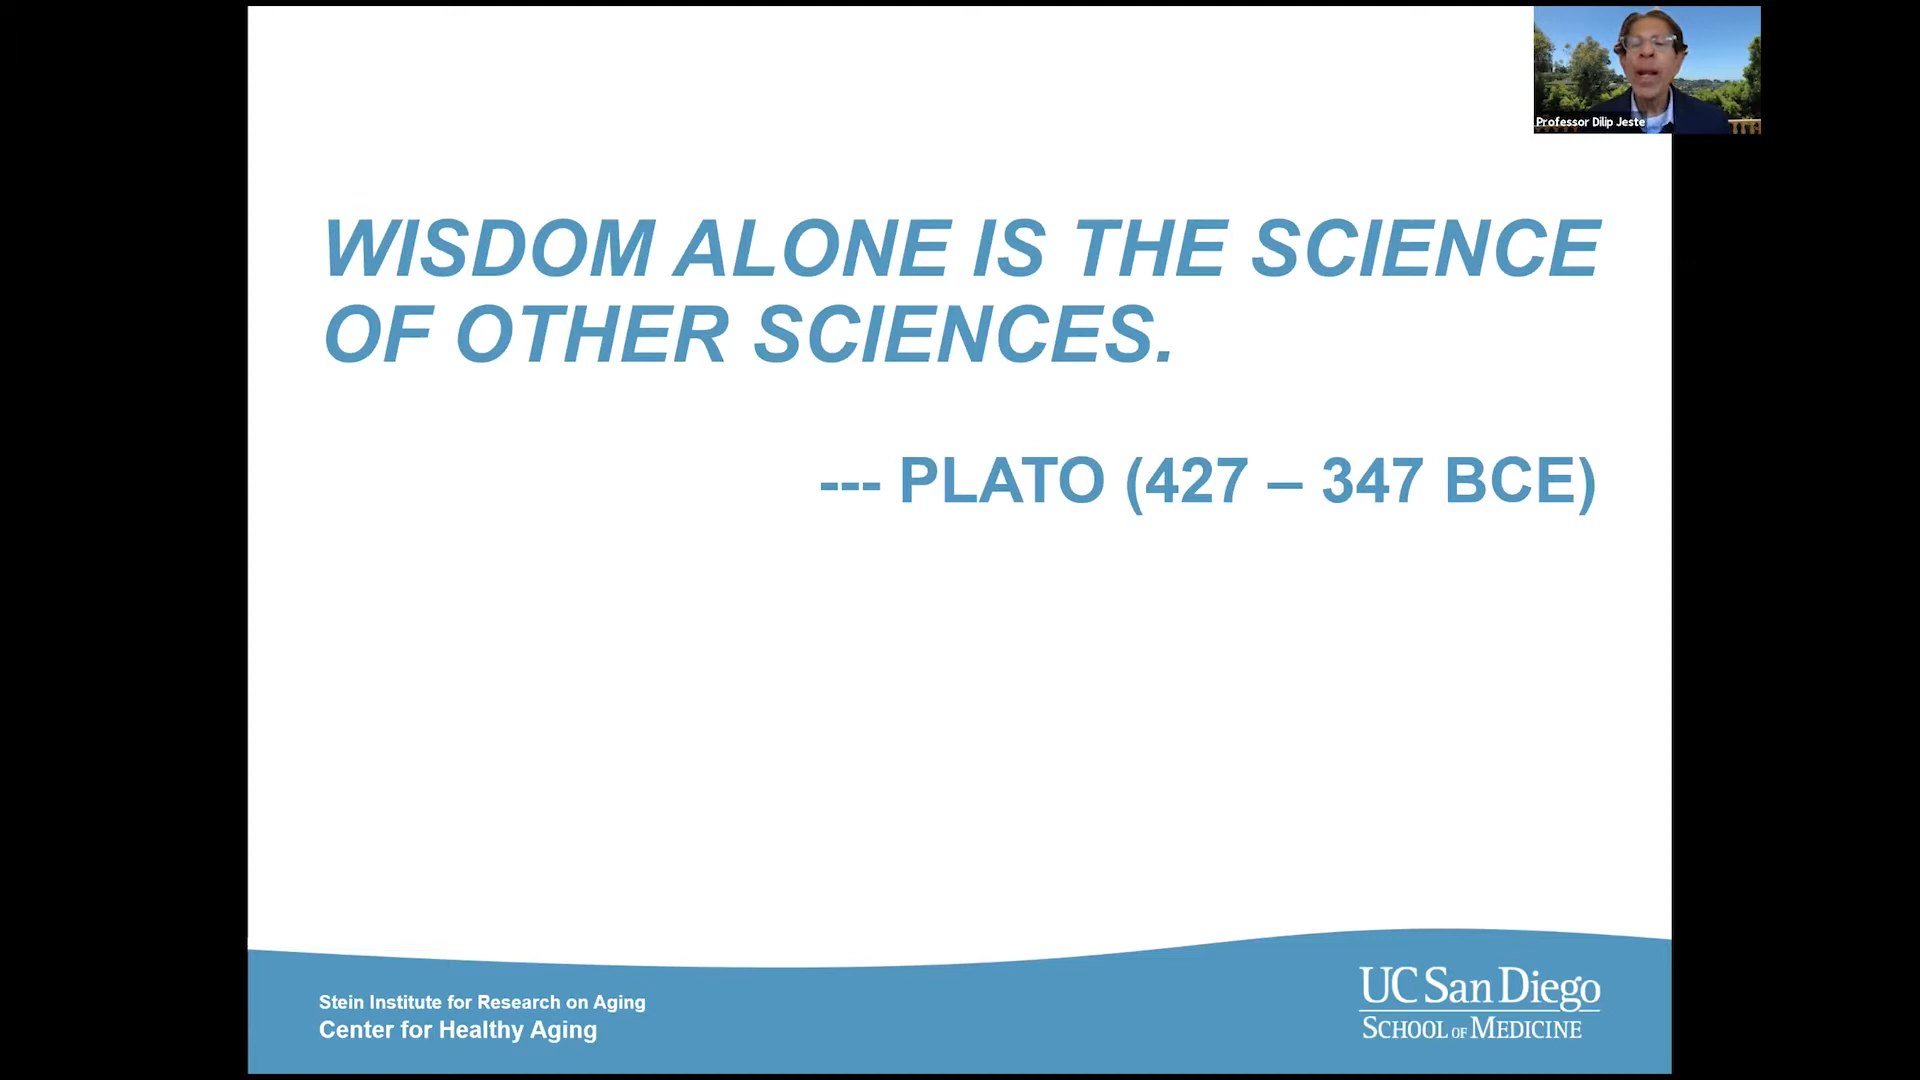 Professor Dilip Jeste
WISDOM ALONE IS THE SCIENCE
OF OTHER SCIENCES.
--- PLATO (427 – 347 BCE)
Stein Institute for Research on Aging
Center for Healthy Aging
UC San Diego
SCHOOL OF MEDICINE